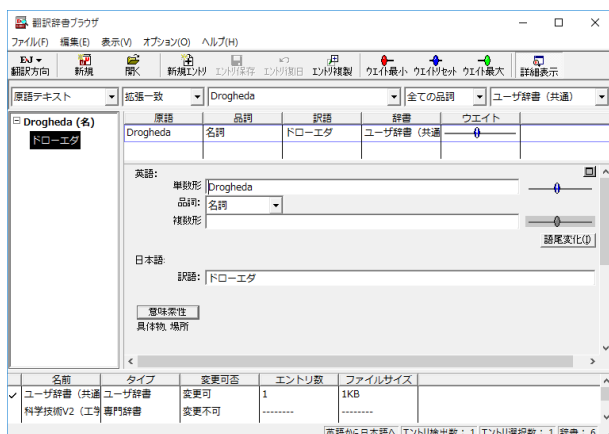 翻訳辞書ブラウザ
ファイル(F) 編集(E) 表示(V) オプション(O) ヘルプ(H)
EJ
翻訳方向 新規 開く 新規エントリ エントリ保存 エントリ復旧 エントリ複製 ウエイト最小 ウエイトリセット ウエイト最大 詳細表示
原語テキスト 拡張一致 Drogheda 全ての品詞 ユーザ辞書（共通）
Drogheda (名)
ドローエダ
原語 品詞 訳語 辞書 ウエイト
Drogheda 名詞 ドローエダ ユーザ辞書（共通
英語:
単数形 Drogheda
品詞: 名詞
複数形
語尾変化(I)
日本語:
訳語: ドローエダ
意味素性
具体物, 場所
名前 タイプ 変更可否 エントリ数 ファイルサイズ
ユーザ辞書（共通 ユーザ辞書 変更可 1 1KB
科学技術V2（工学 専門辞書 変更不可 -------- --------
英語から日本語へ エントリ検出数: 1 エントリ選択数: 1 辞書: 6